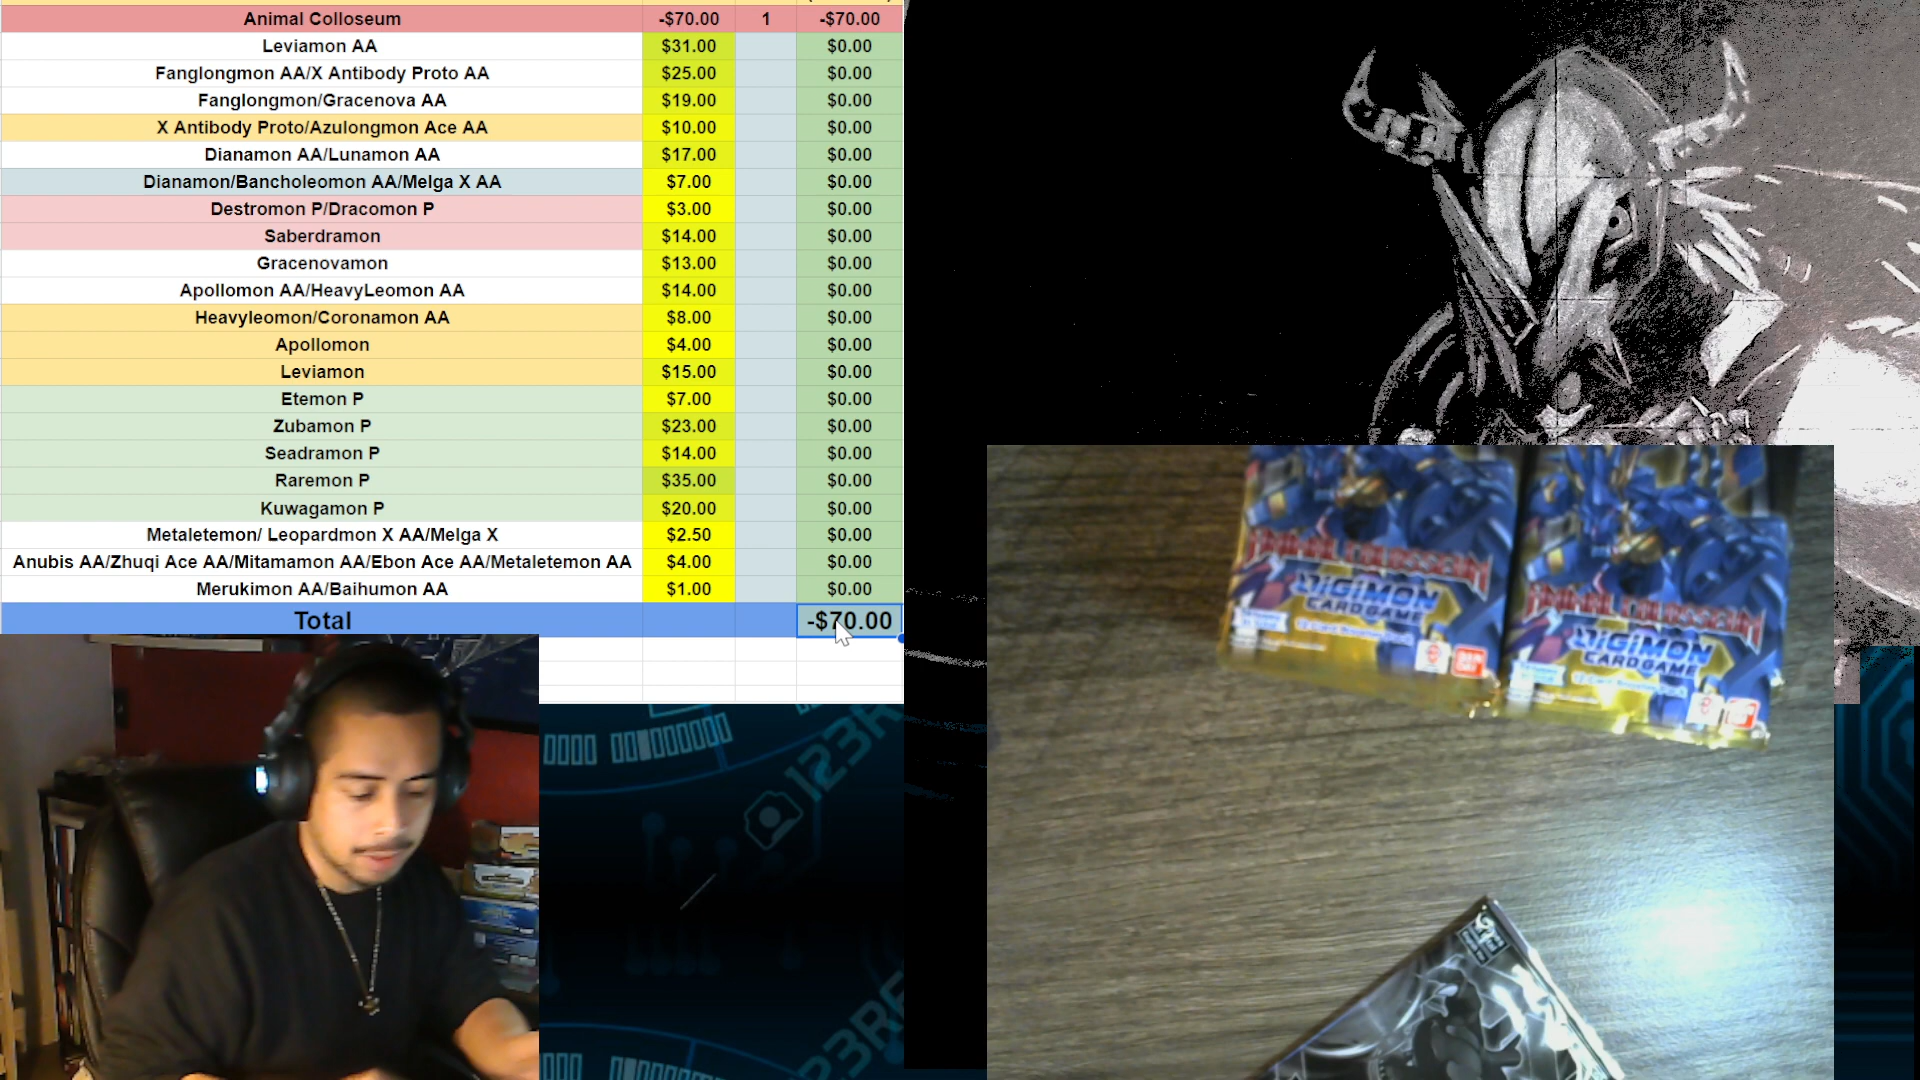 Animal Colloseum -$70.00 1 -$70.00
Leviamon AA $31.00 $0.00
Fanglongmon AA/X Antibody Proto AA $25.00 $0.00
Fanglongmon/Gracenova AA $19.00 $0.00
X Antibody Proto/Azulongmon Ace AA $10.00 $0.00
Dianamon AA/Lunamon AA $17.00 $0.00
Dianamon/Bancholeomon AA/Melga X AA $7.00 $0.00
Destromon P/Dracomon P $3.00 $0.00
Saberdramon $14.00 $0.00
Gracenovamon $13.00 $0.00
Apollomon AA/HeavyLeomon AA $14.00 $0.00
Heavyleomon/Coronamon AA $8.00 $0.00
Apollomon $4.00 $0.00
Leviamon $15.00 $0.00
Etemon P $7.00 $0.00
Zubamon P $23.00 $0.00
Seadramon P $14.00 $0.00
Raremon P $35.00 $0.00
Kuwagamon P $20.00 $0.00
Metaletemon/ Leopardmon X AA/Melga X $2.50 $0.00
Anubis AA/Zhuqi Ace AA/Mitamamon AA/Ebon Ace AA/Metaletemon AA $4.00 $0.00
Merukimon AA/Baihumon AA $1.00 $0.00
Total -$70.00
ANIMAL COLOSSEUM
DIGIMON
CARD GAME
ANIMAL COLOSSEUM
DIGIMON
CARD GAME